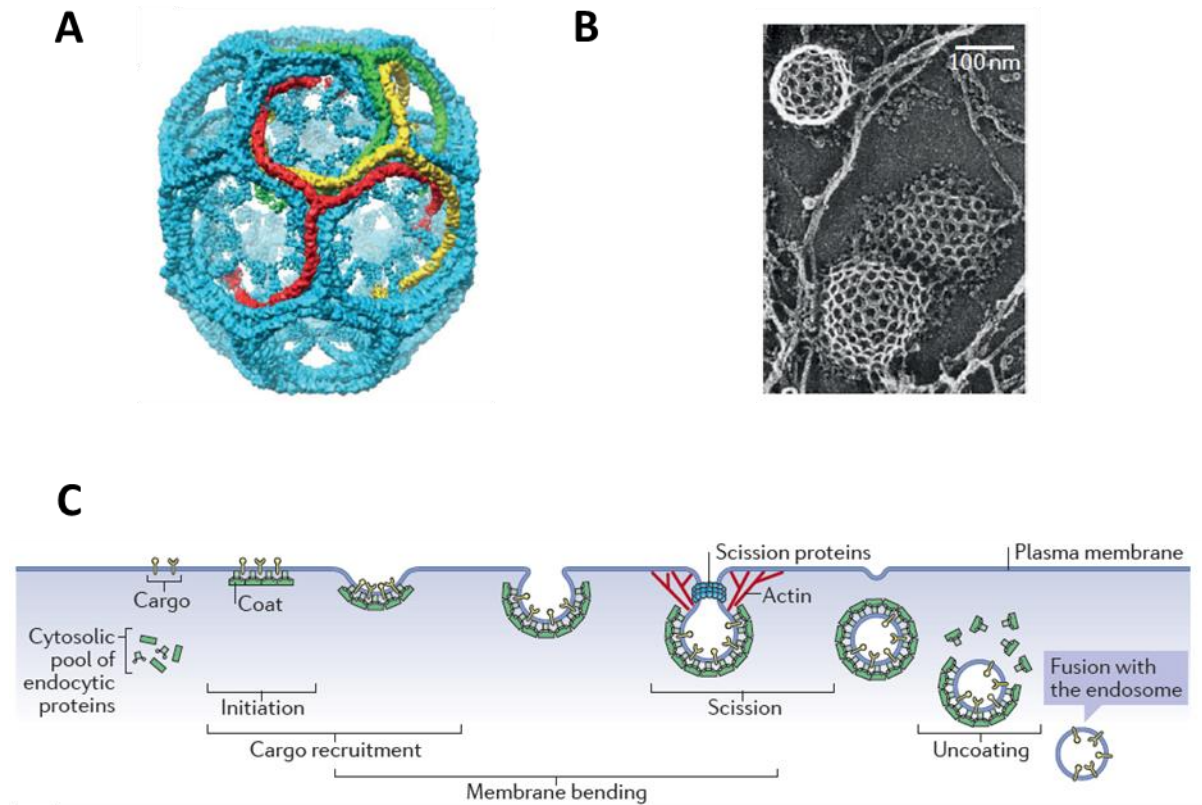 A
B
100 nm
C
Scission proteins
Plasma membrane
Cargo
Coat
Actin
Cytosolic
pool of
endocytic
proteins
Fusion with
the endosome
Initiation
Scission
Cargo recruitment
Uncoating
Membrane bending